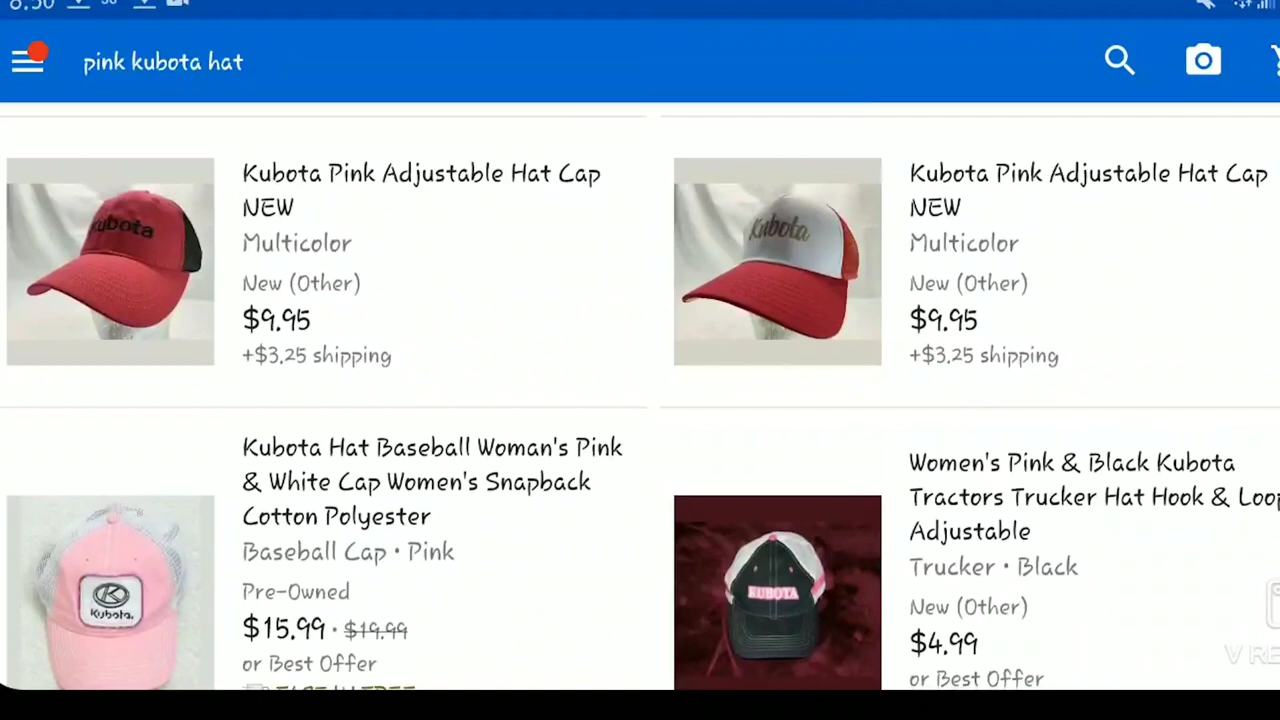 8:50
pink kubota hat
Kubota Pink Adjustable Hat Cap
NEW
Multicolor
New (Other)
$9.95
+$3.25 shipping
Kubota
Kubota Pink Adjustable Hat Cap
NEW
Multicolor
New (Other)
$9.95
+$3.25 shipping
Kubota
Kubota Hat Baseball Woman's Pink
& White Cap Women's Snapback
Cotton Polyester
Baseball Cap • Pink
Pre-Owned
$15.99 • $19.99
or Best Offer
Kubota.
Women's Pink & Black Kubota
Tractors Trucker Hat Hook & Loop
Adjustable
Trucker • Black
New (Other)
$4.99
or Best Offer
KUBOTA
V RE